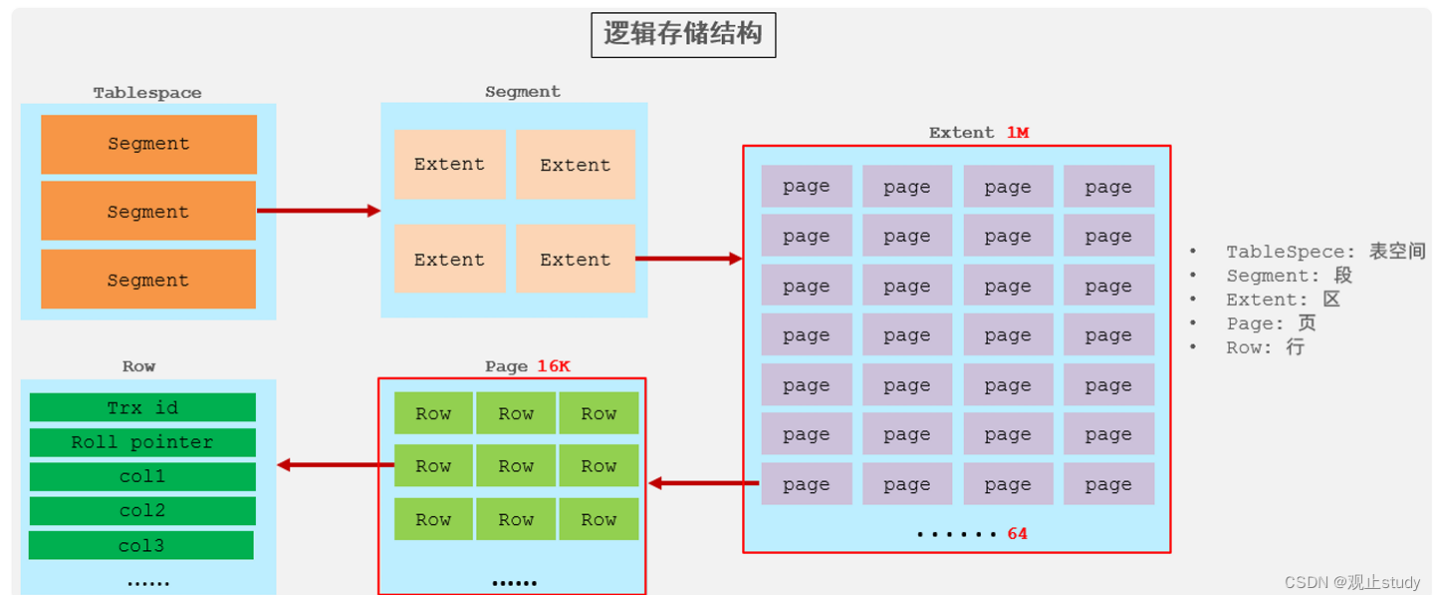 逻辑存储结构
Tablespace
Segment
Segment
Segment
Segment
Extent Extent
Extent Extent
Extent 1M
page page page page
page page page page
page page page page
page page page page
page page page page
page page page page
page page page page
......64
• TableSpece: 表空间
• Segment: 段
• Extent: 区
• Page: 页
• Row: 行
Page 16K
Row Row Row
Row Row Row
Row Row Row
......
Row
Trx id
Roll pointer
col1
col2
col3
......
CSDN @观止study